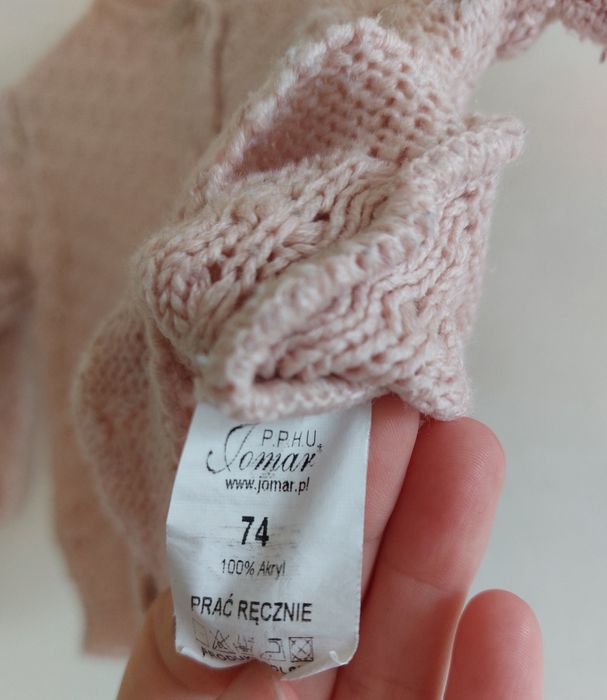 P.P.H.U.
Jomar
www.jomar.pl
74
100% Akryl
PRAĆ RĘCZNIE